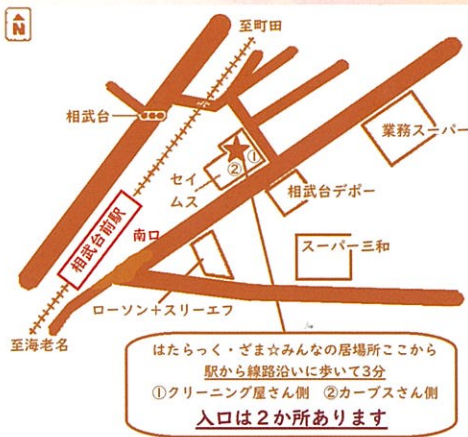 N
至町田
相武台
業務スーパー
①
②
セイ
ムス
相武台デポー
相武台前駅
南口
スーパー三和
ローソン+スリーエフ
至海老名
はたらっく・ざま☆みんなの居場所ここから
駅から線路沿いに歩いて3分
①クリーニング屋さん側 ②カーブスさん側
入口は2か所あります